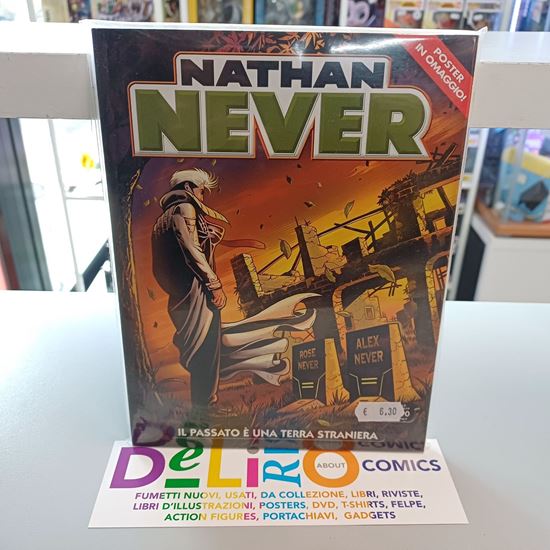 NATHAN
NEVER
POSTER
IN OMAGGIO!
ROSE
NEVER
ALEX
NEVER
€ 6,30
IL PASSATO È UNA TERRA STRANIERA
DeLiRiO
ABOUT
COMICS
COMICS
FUMETTI NUOVI, USATI, DA COLLEZIONE, LIBRI, RIVISTE,
LIBRI D'ILLUSTRAZIONI, POSTERS, DVD, T-SHIRTS, FELPE,
ACTION FIGURES, PORTACHIAVI, GADGETS